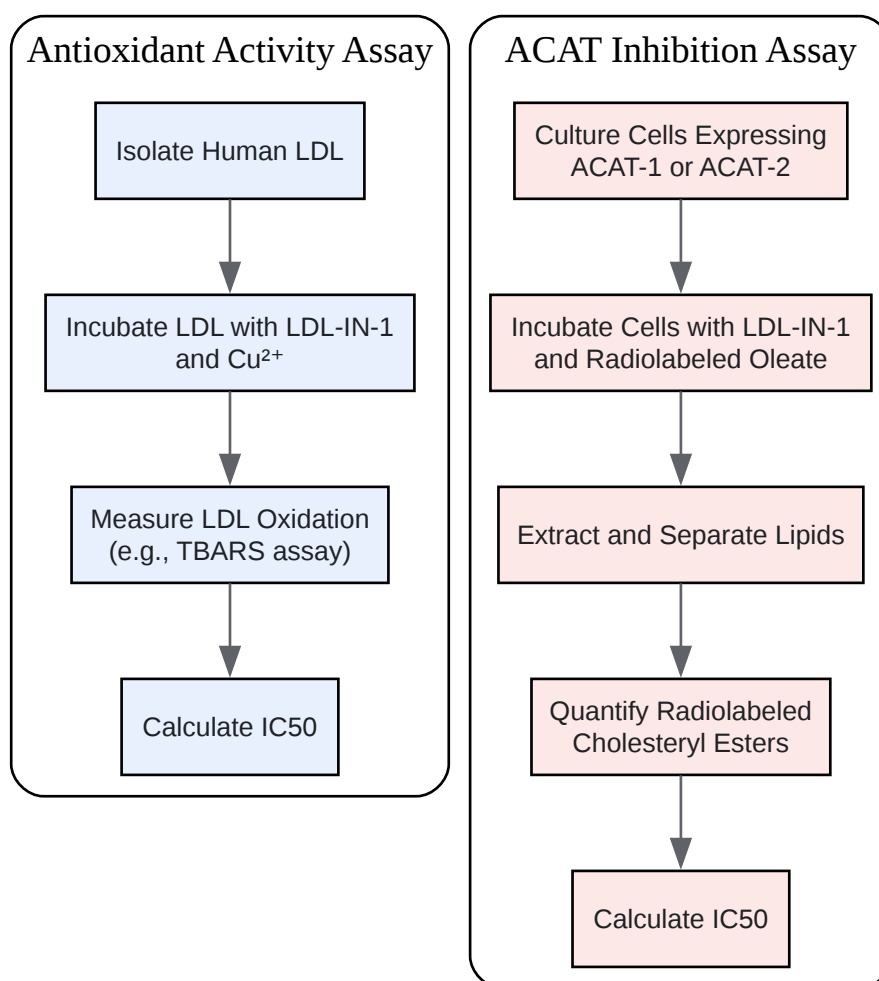 Antioxidant Activity Assay
Isolate Human LDL
Incubate LDL with LDL-IN-1
and Cu²⁺
Measure LDL Oxidation
(e.g., TBARS assay)
Calculate IC50
ACAT Inhibition Assay
Culture Cells Expressing
ACAT-1 or ACAT-2
Incubate Cells with LDL-IN-1
and Radiolabeled Oleate
Extract and Separate Lipids
Quantify Radiolabeled
Cholesteryl Esters
Calculate IC50